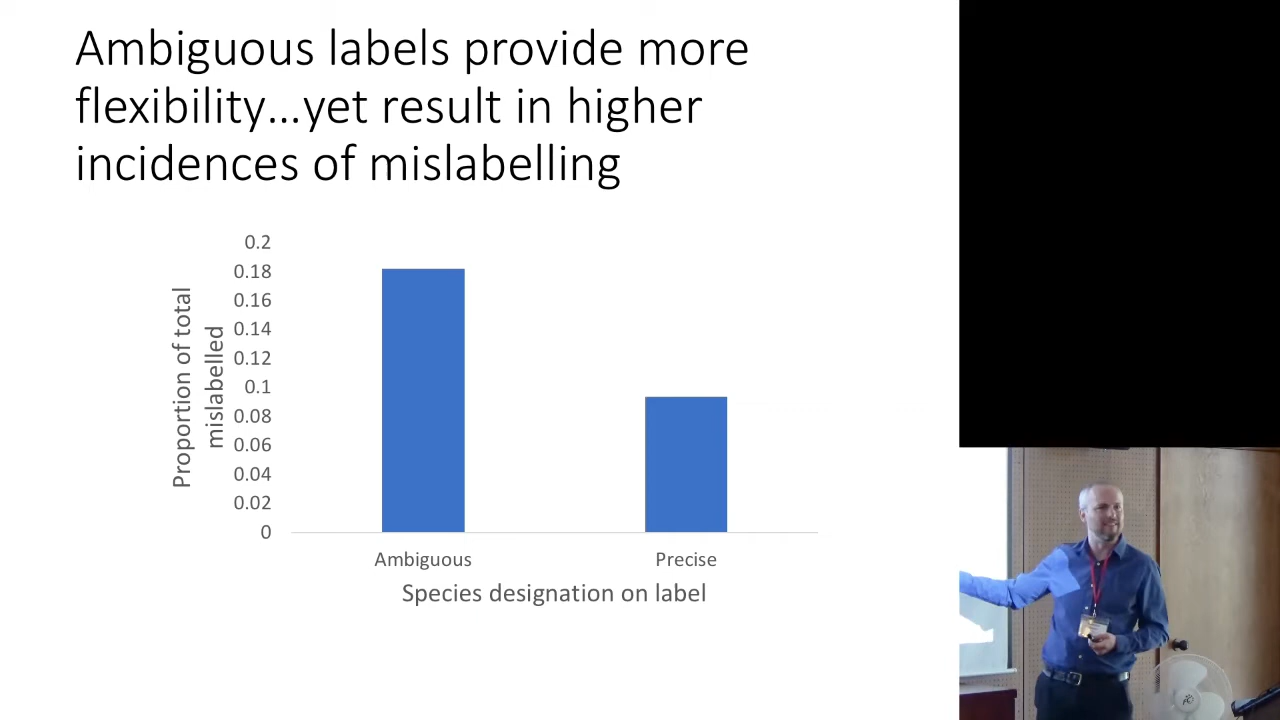 Ambiguous labels provide more
flexibility...yet result in higher
incidences of mislabelling
Proportion of total
mislabelled
0.2
0.18
0.16
0.14
0.12
0.1
0.08
0.06
0.04
0.02
0
Ambiguous
Precise
Species designation on label